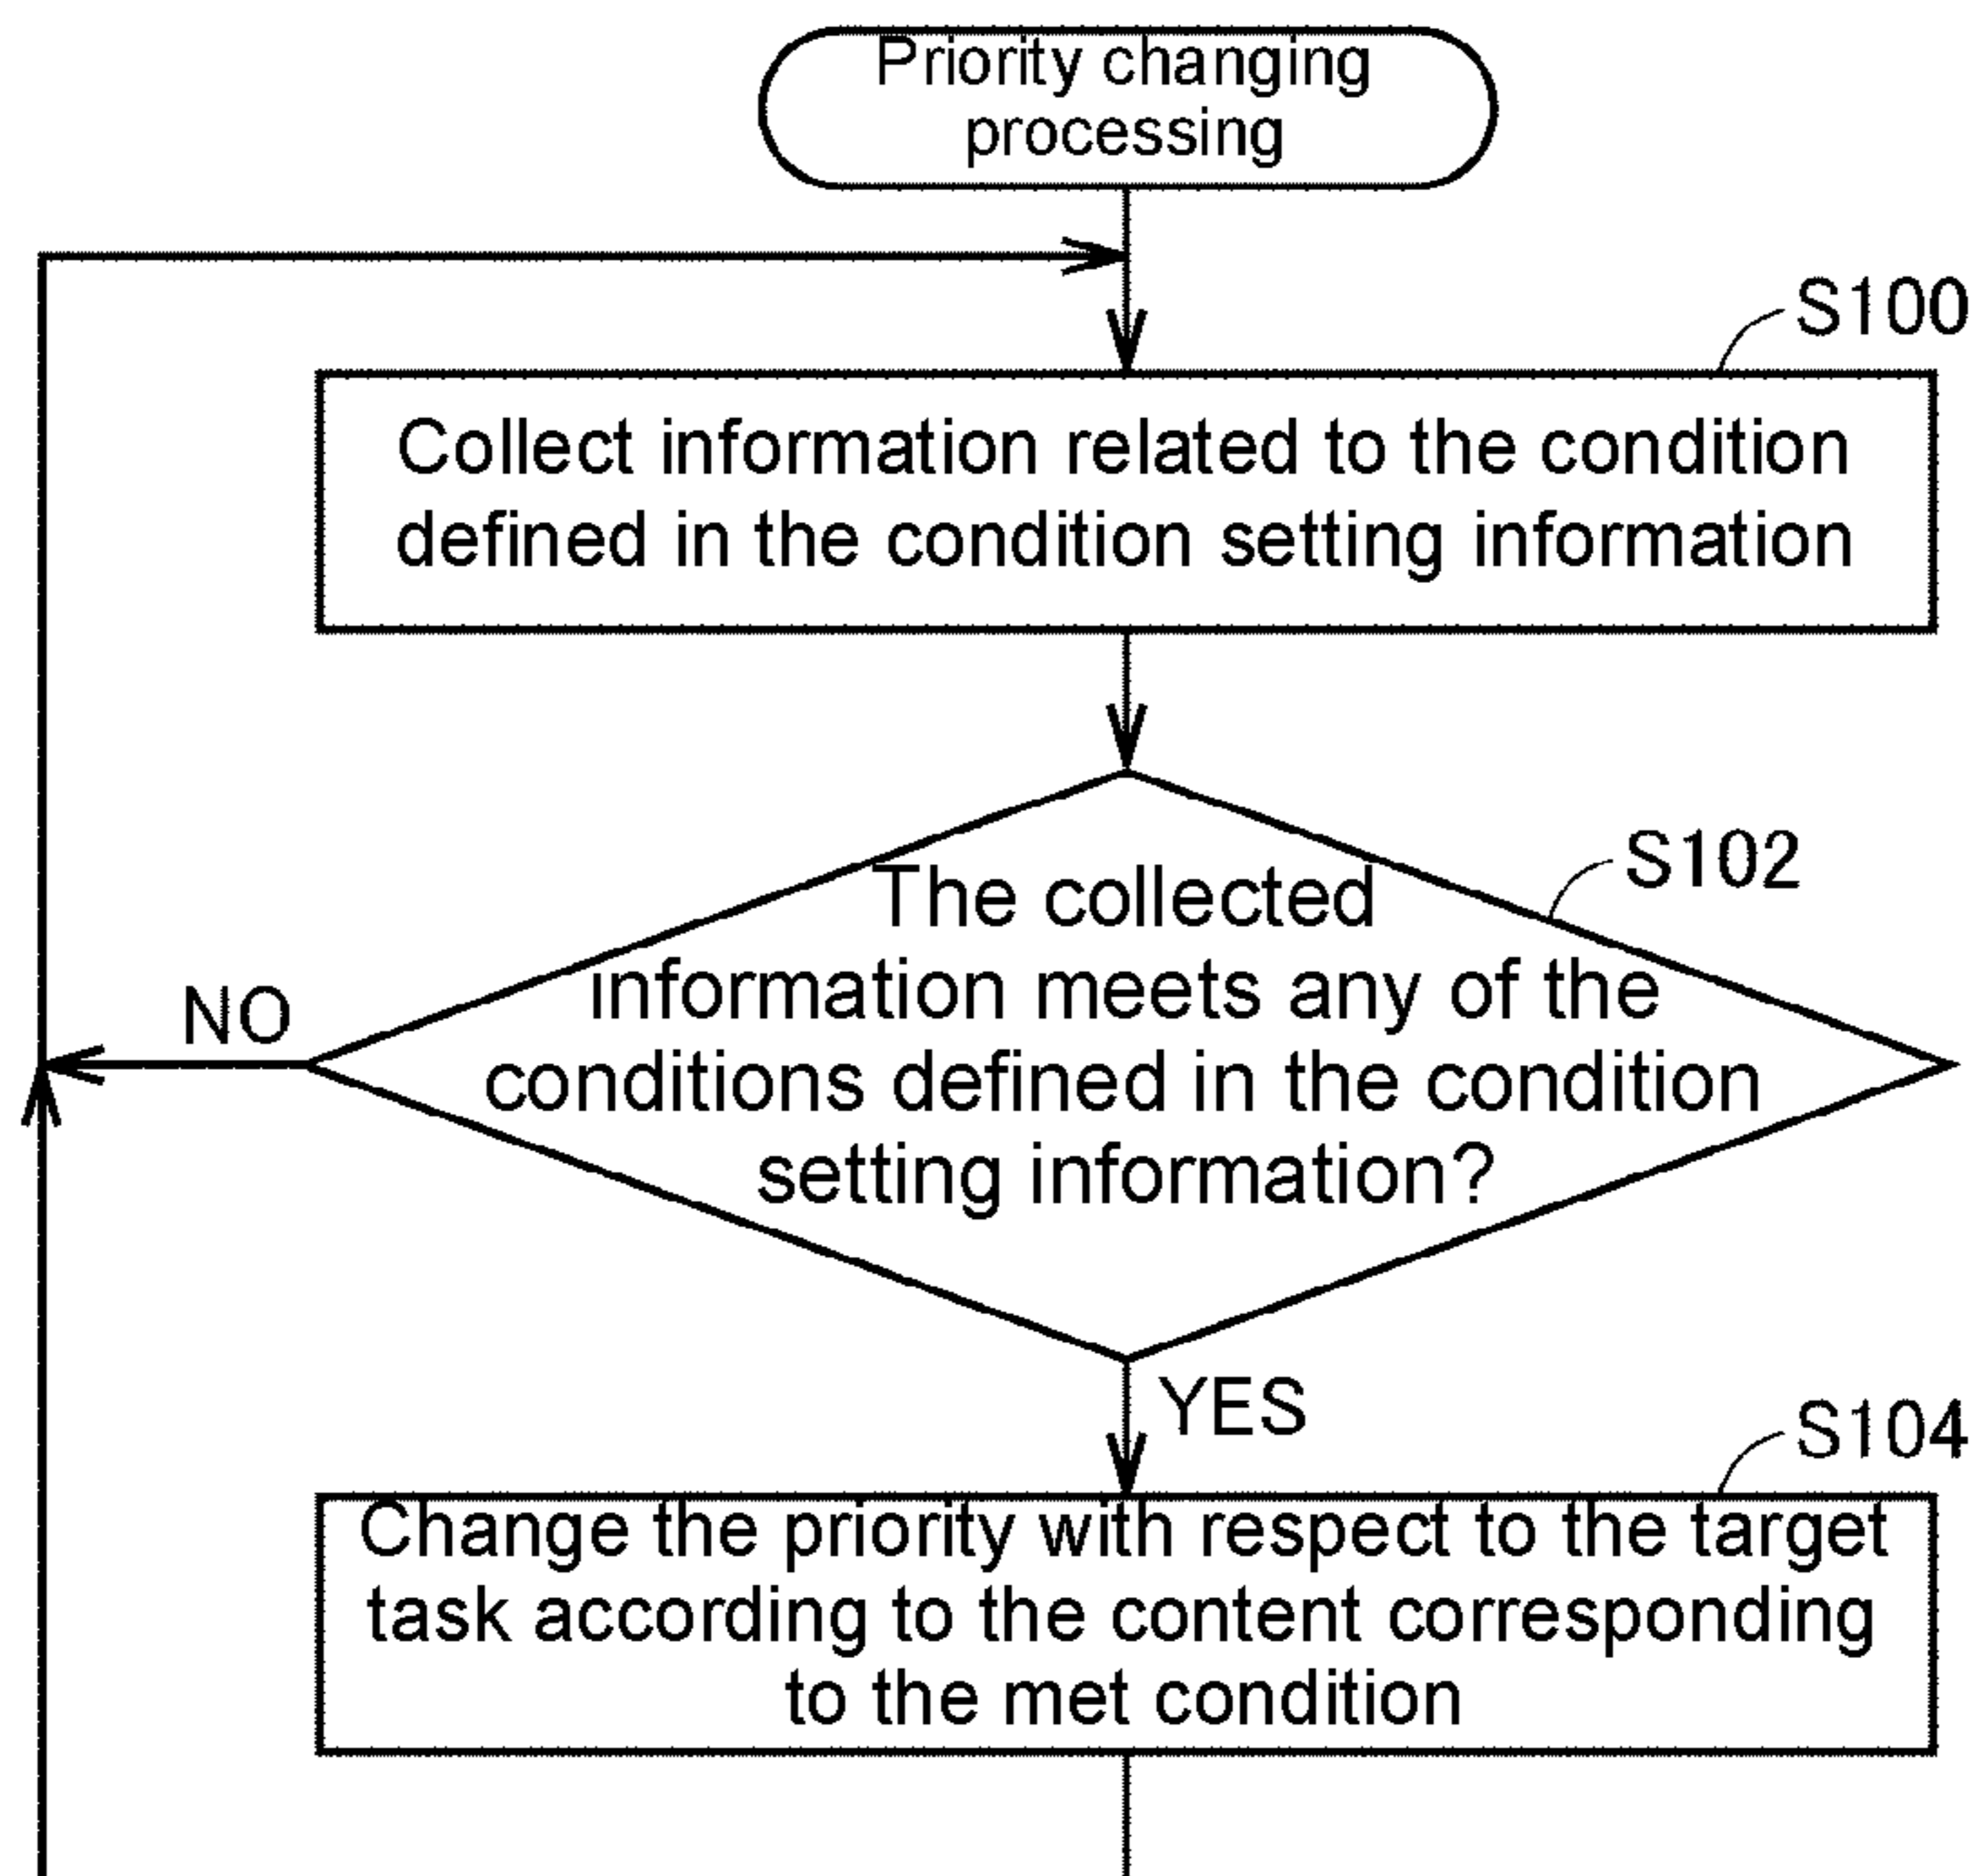 Priority changing
processing
S100
Collect information related to the condition
defined in the condition setting information
S102
The collected
information meets any of the
conditions defined in the condition
setting information?
NO
YES
S104
Change the priority with respect to the target
task according to the content corresponding
to the met condition